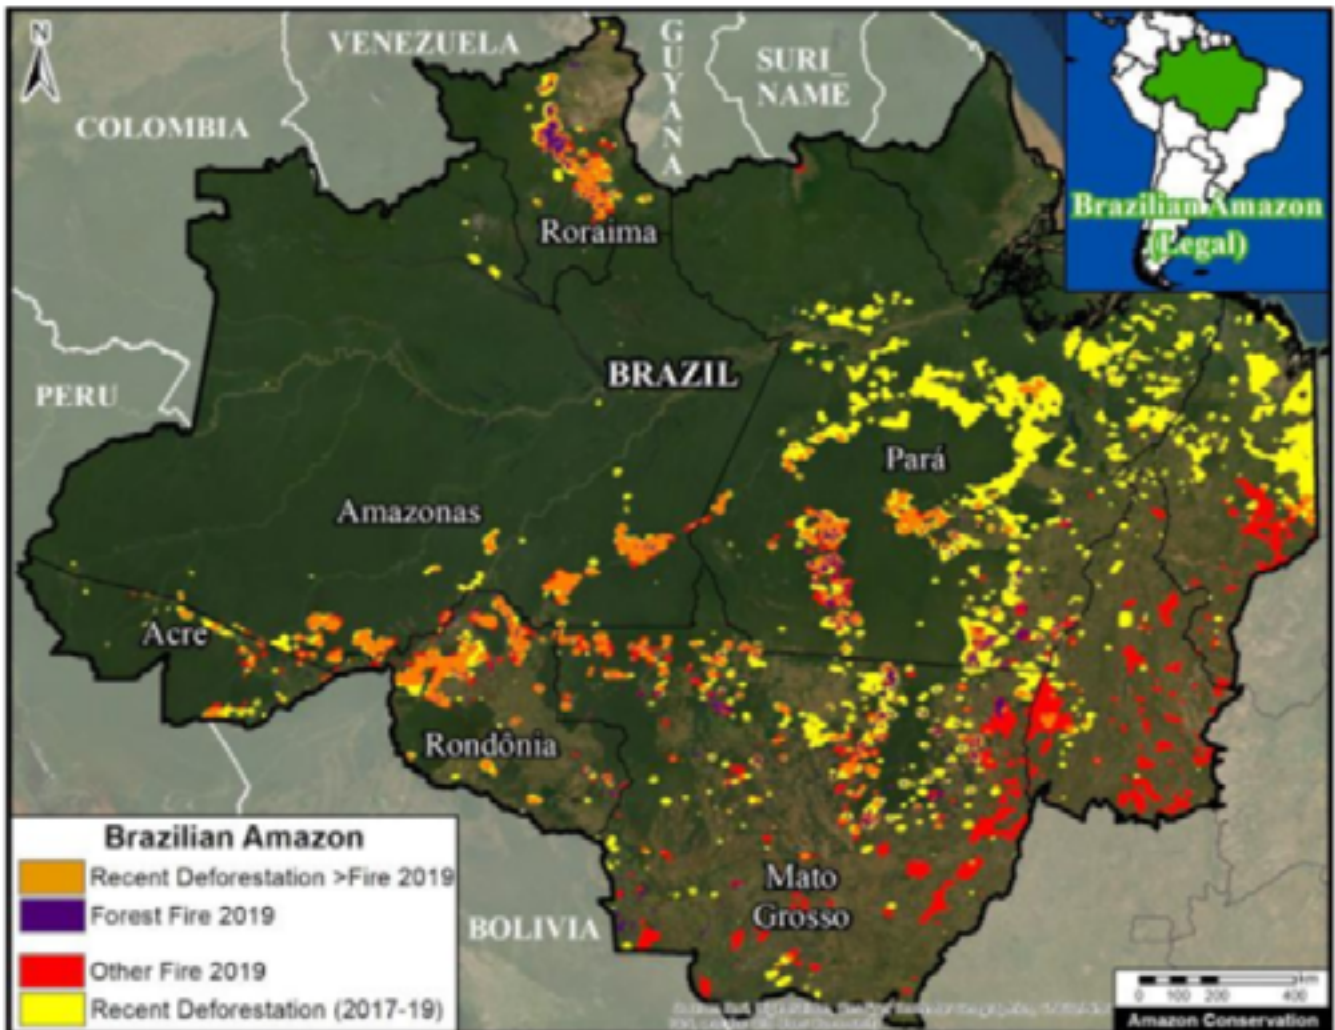 N
VENEZUELA
GUYANA
SURI_
NAME
COLOMBIA
Brazilian Amazon
(Legal)
Roraima
BRAZIL
PERU
Pará
Amazonas
Acre
Rondônia
Mato
Grosso
BOLIVIA
Brazilian Amazon
Recent Deforestation >Fire 2019
Forest Fire 2019
Other Fire 2019
Recent Deforestation (2017-19)
km
0 100 200 400
Amazon Conservation